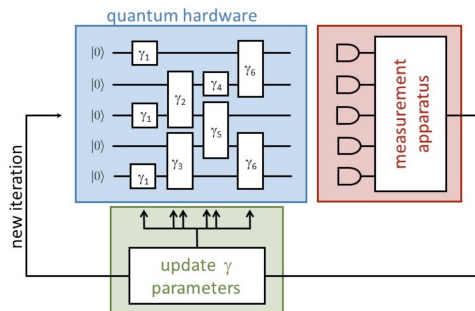 quantum hardware
|0⟩ γ₁ γ₆
|0⟩ γ₂ γ₄
|0⟩ γ₁ γ₅
|0⟩ γ₃ γ₆
|0⟩ γ₁
measurement
apparatus
new iteration
update γ
parameters